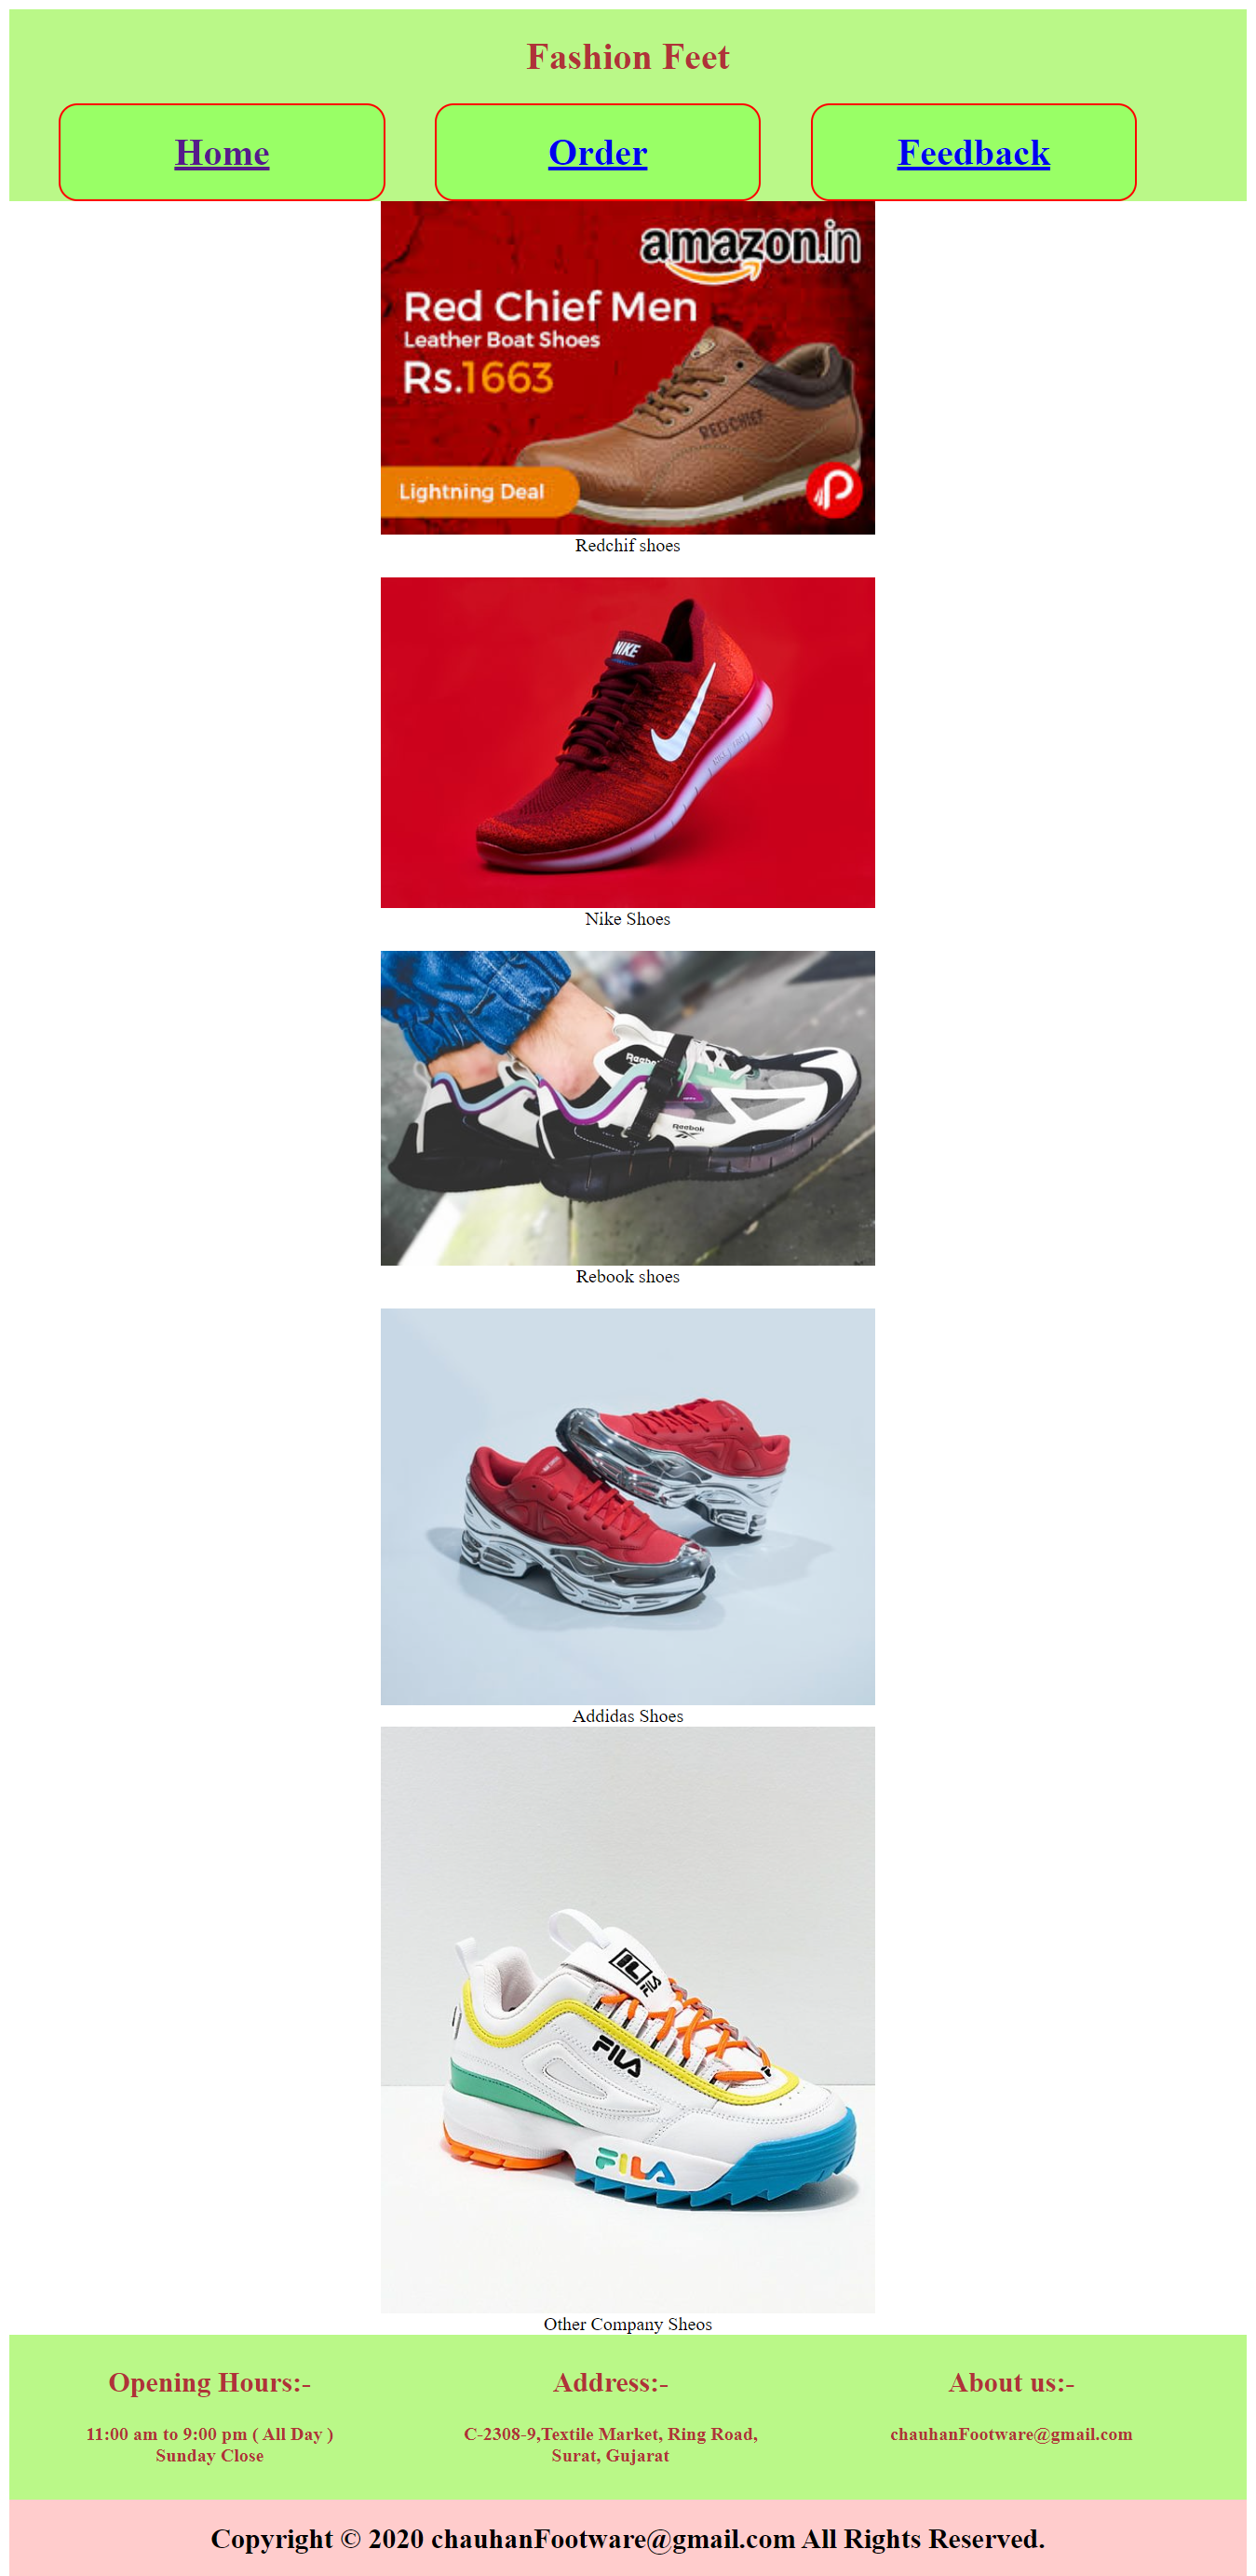 Fashion Feet
Home
Order
Feedback
amazon.in
Red Chief Men
Leather Boat Shoes
Rs.1663
RED CHIEF
Lightning Deal
Redchif shoes
NIKE
Nike Shoes
Reebok
Reebok
Rebook shoes
Addidas Shoes
FILA
FILA
Other Company Sheos
Opening Hours:-
11:00 am to 9:00 pm ( All Day )
Sunday Close
Address:-
C-2308-9,Textile Market, Ring Road,
Surat, Gujarat
About us:-
chauhanFootware@gmail.com
Copyright © 2020 chauhanFootware@gmail.com All Rights Reserved.